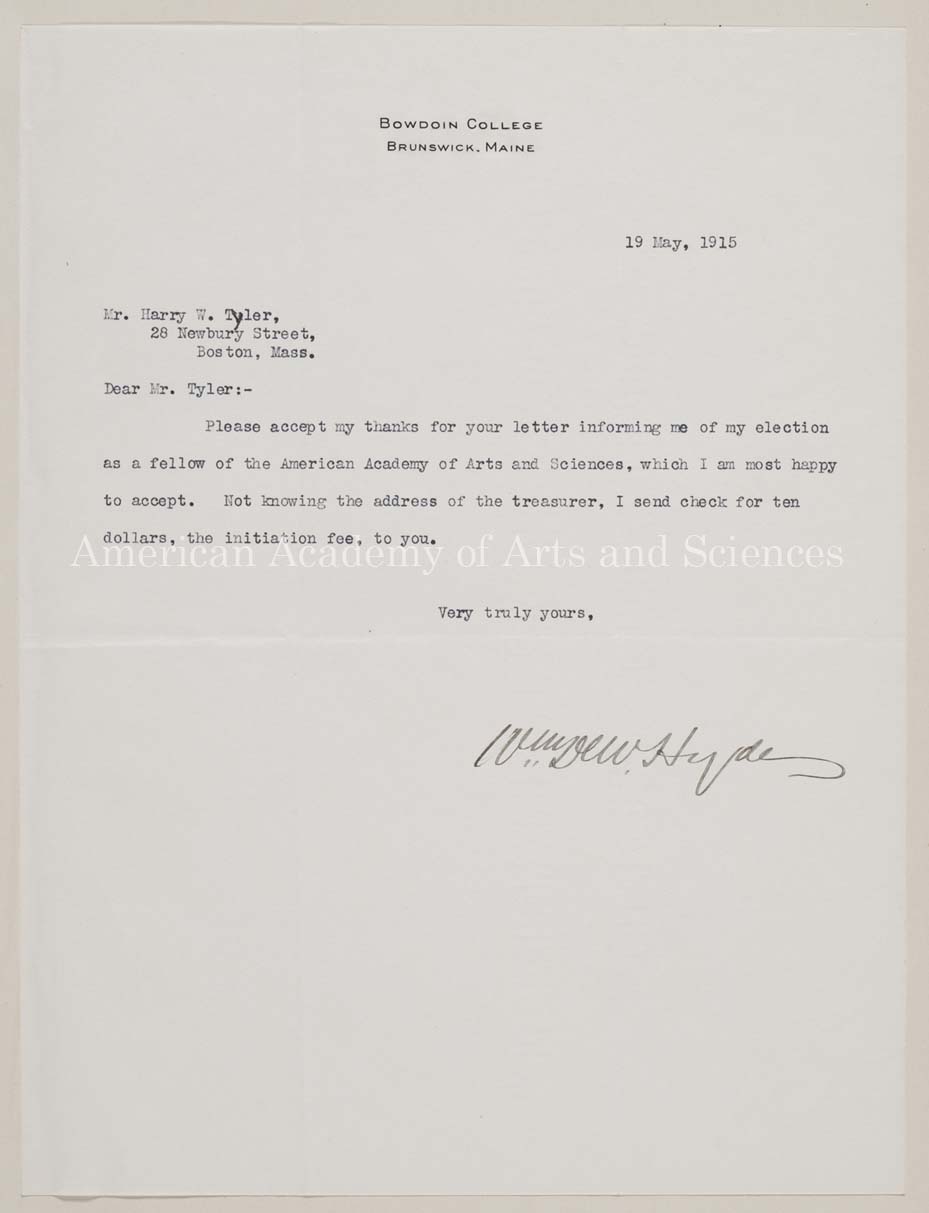 BOWDOIN COLLEGE
BRUNSWICK, MAINE
19 May, 1915
Mr. Harry W. Tyler,
28 Newbury Street,
Boston, Mass.
Dear Mr. Tyler:-
Please accept my thanks for your letter informing me of my election
as a fellow of the American Academy of Arts and Sciences, which I am most happy
to accept. Not knowing the address of the treasurer, I send check for ten
dollars, the initiation fee, to you.
American Academy of Arts and Sciences
Very truly yours,
Wm DeW. Hyde